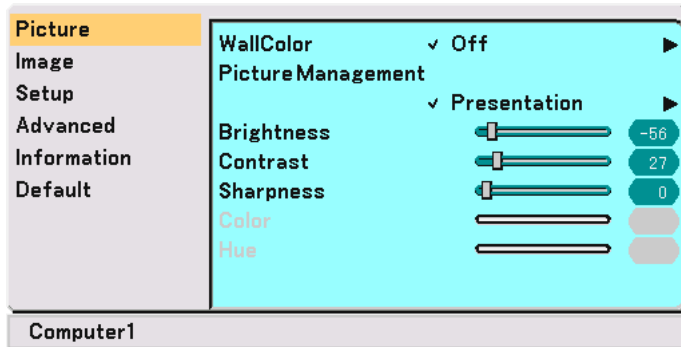 Picture
Image
Setup
Advanced
Information
Default
WallColor ✓ Off
Picture Management
✓ Presentation
Brightness -56
Contrast 27
Sharpness 0
Color
Hue
Computer1